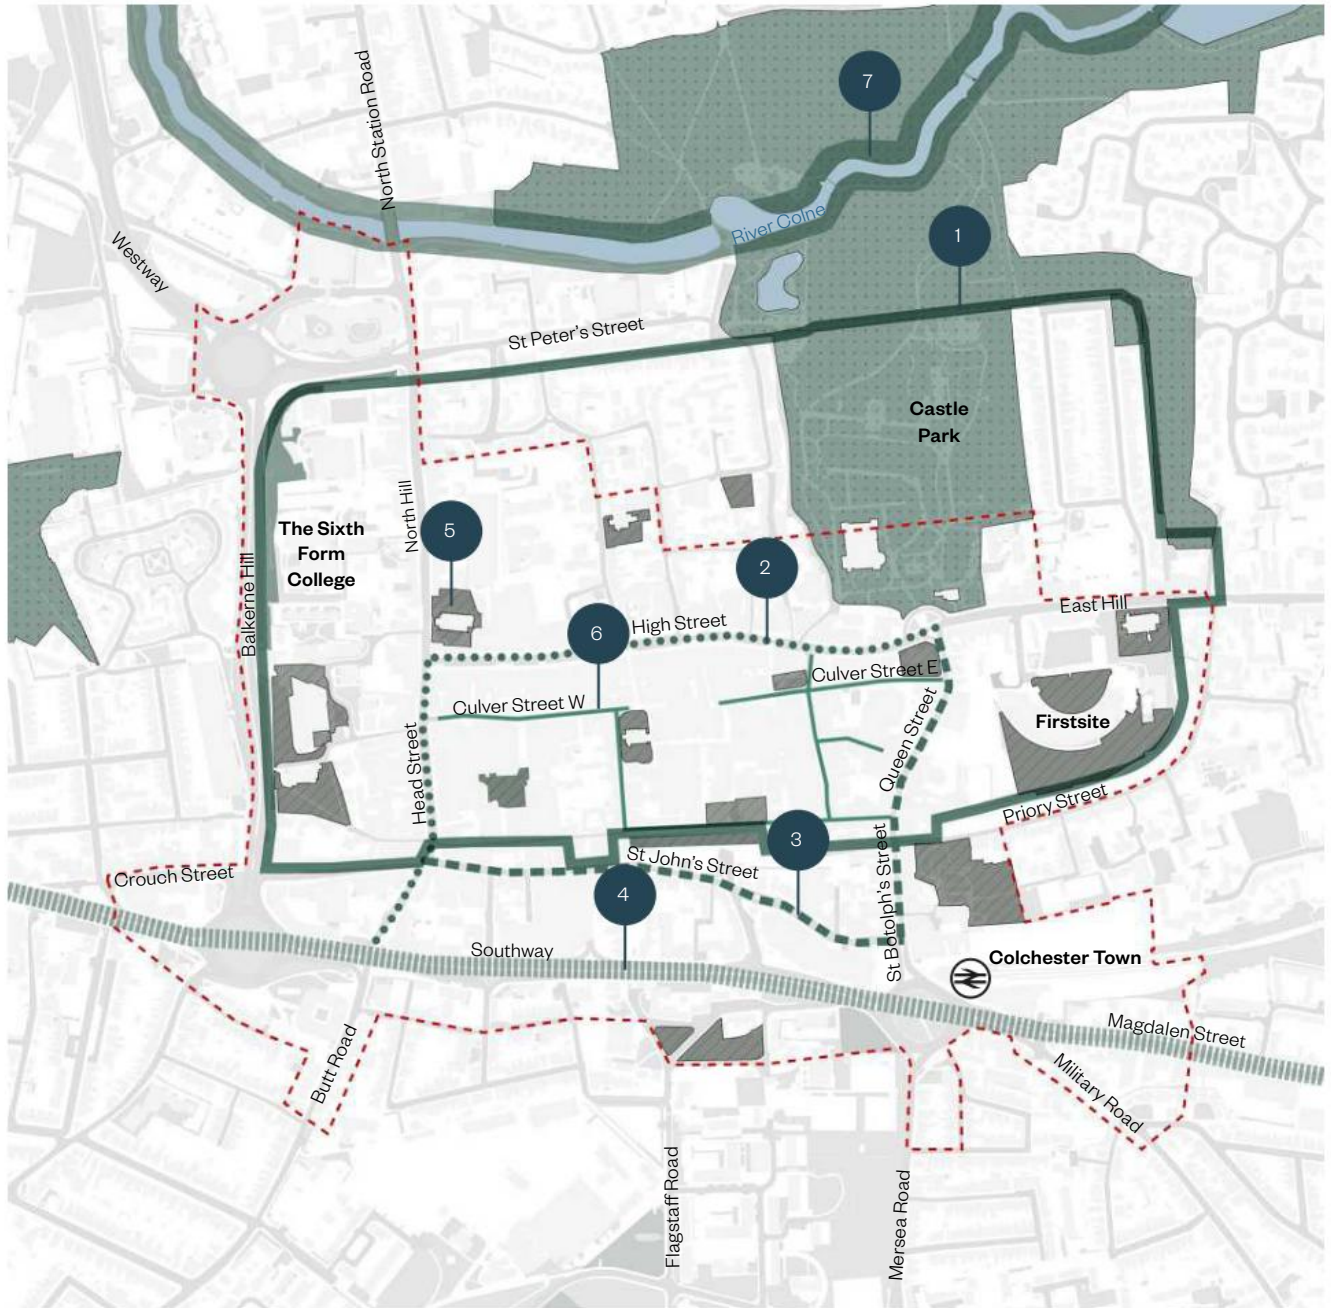 North Station Road
7
Westway
River Colne
1
St Peter's Street
Castle
Park
North Hill
The Sixth
Form
College
5
2
Balkerne Hill
East Hill
High Street
6
Culver Street E
Culver Street W
Queen Street
Firstsite
Head Street
Priory Street
3
St John's Street
St Botolph's Street
Crouch Street
4
Southway
Colchester Town
Magdalen Street
Butt Road
Military Road
Flagstaff Road
Mersea Road